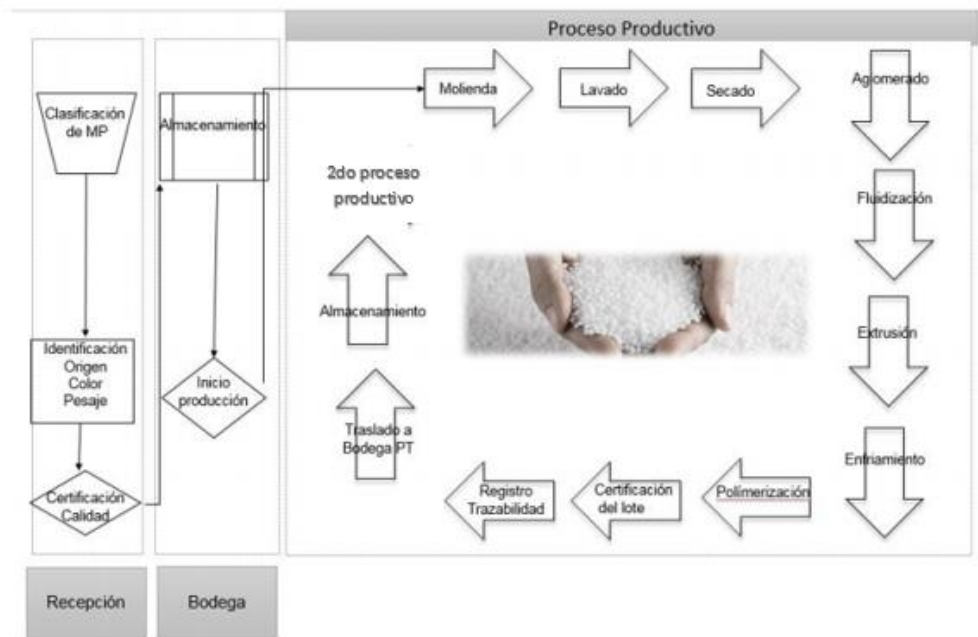 Proceso Productivo
Clasificación
de MP
Identificación
Origen
Color
Pesaje
Certificación
Calidad
Recepción
Almacenamiento
Inicio
producción
Bodega
Molienda
Lavado
Secado
Aglomerado
Fluidización
Extrusión
Enfriamiento
Polimerización
Certificación
del lote
Registro
Trazabilidad
Traslado a
Bodega PT
Almacenamiento
2do proceso
productivo